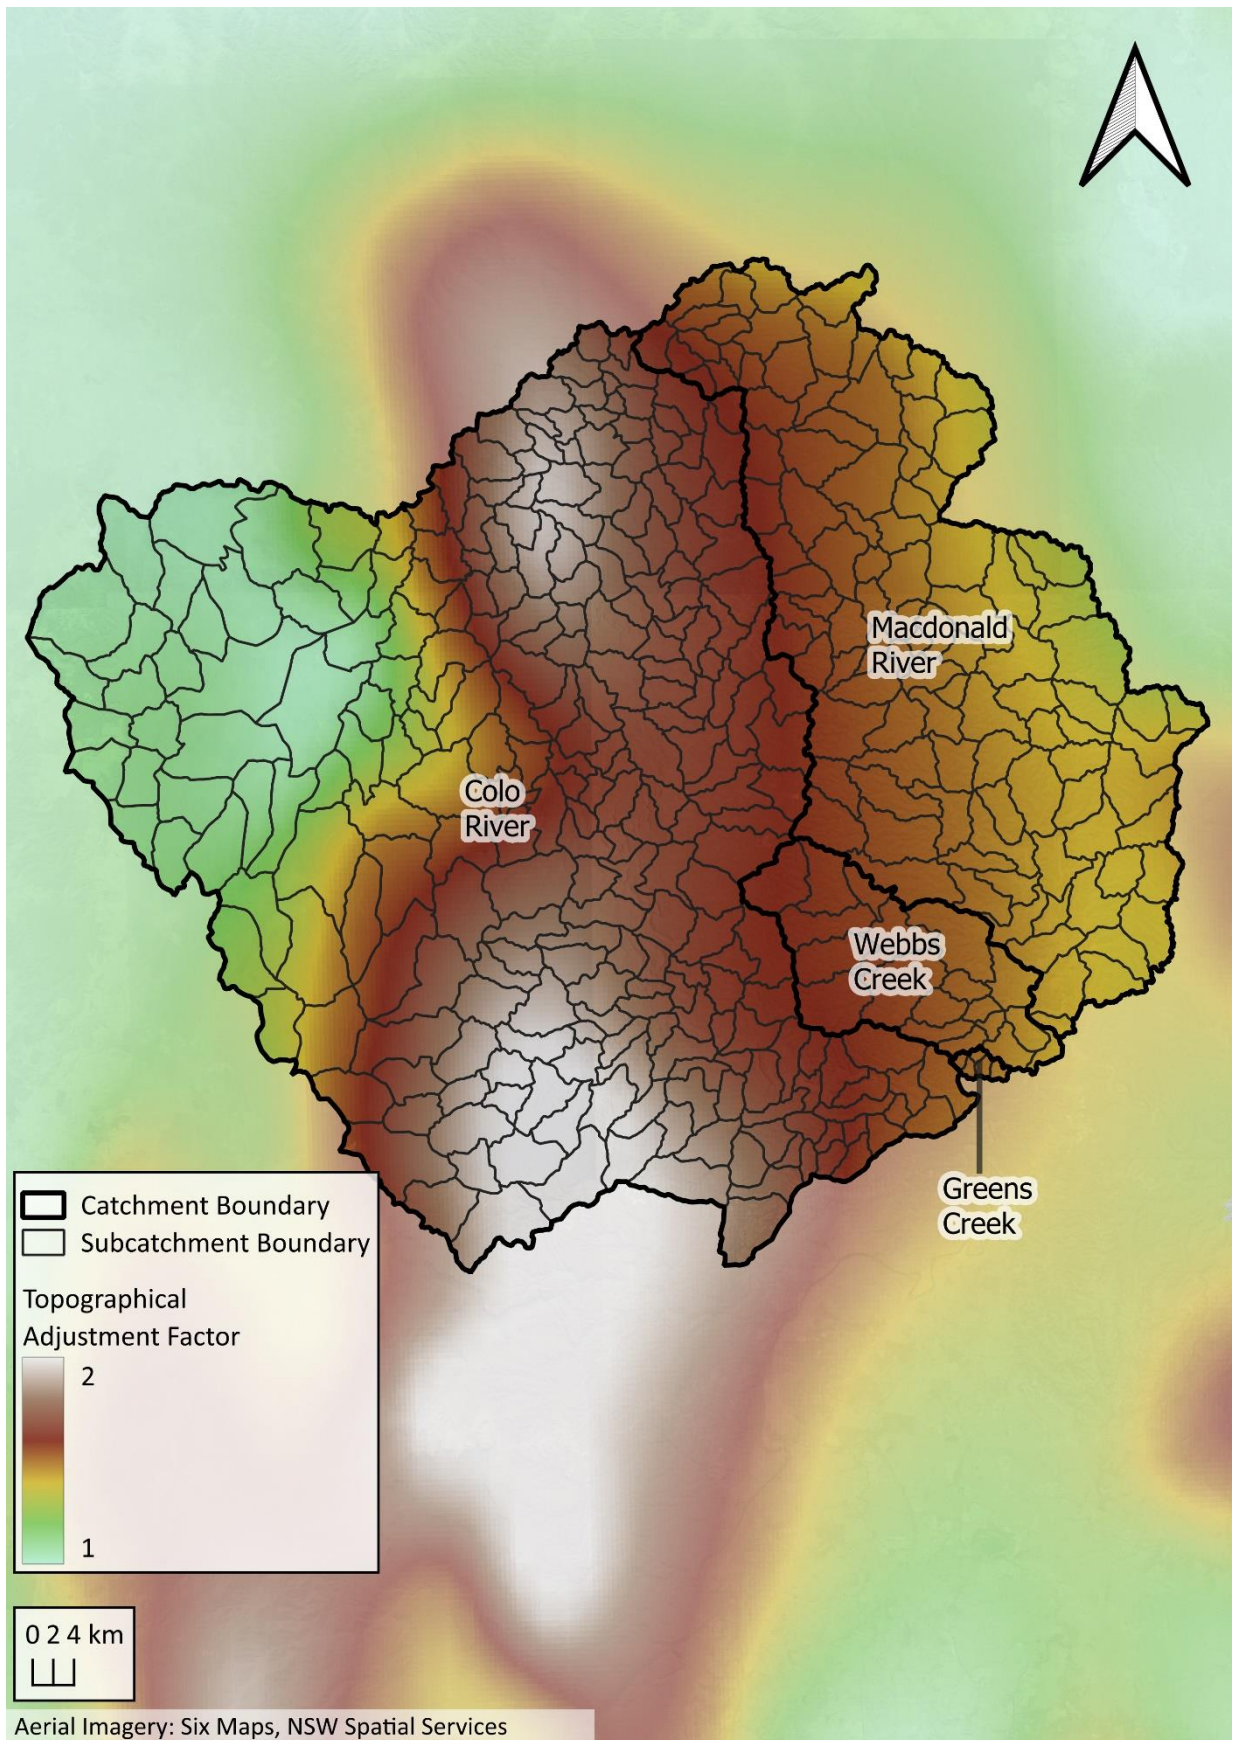 Macdonald
River
Colo
River
Webbs
Creek
Greens
Creek
Catchment Boundary
Subcatchment Boundary
Topographical
Adjustment Factor
2
1
0 2 4 km
Aerial Imagery: Six Maps, NSW Spatial Services